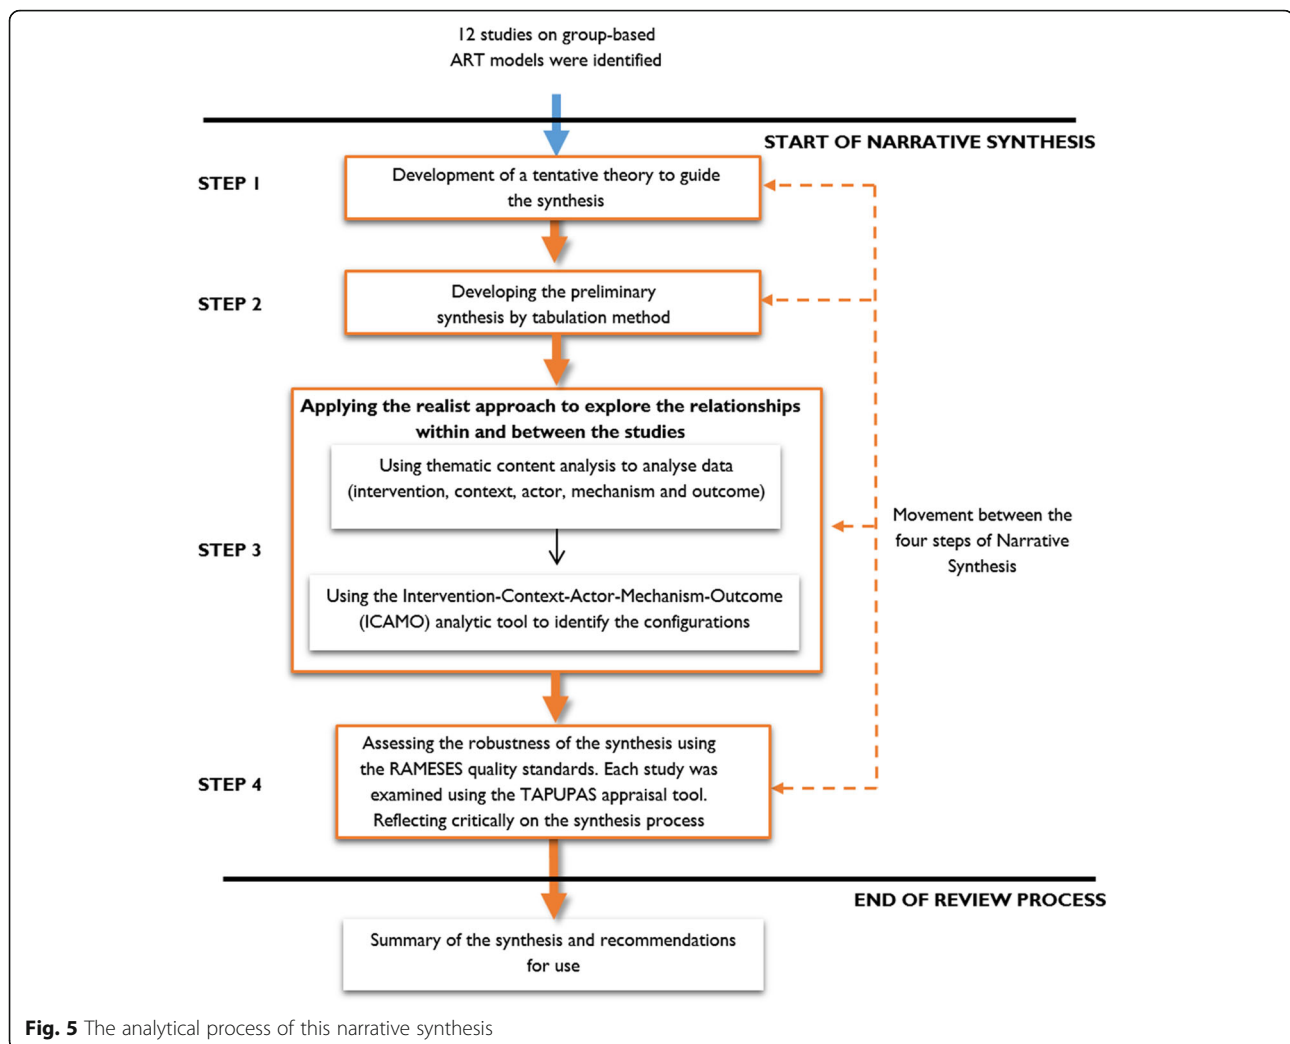 12 studies on group-based
ART models were identified
START OF NARRATIVE SYNTHESIS
STEP 1
Development of a tentative theory to guide
the synthesis
STEP 2
Developing the preliminary
synthesis by tabulation method
Applying the realist approach to explore the relationships
within and between the studies
Using thematic content analysis to analyse data
(intervention, context, actor, mechanism and outcome)
STEP 3
Using the Intervention-Context-Actor-Mechanism-Outcome
(ICAMO) analytic tool to identify the configurations
Movement between the
four steps of Narrative
Synthesis
STEP 4
Assessing the robustness of the synthesis using
the RAMESES quality standards. Each study was
examined using the TAPUPAS appraisal tool.
Reflecting critically on the synthesis process
END OF REVIEW PROCESS
Summary of the synthesis and recommendations
for use
Fig. 5 The analytical process of this narrative synthesis